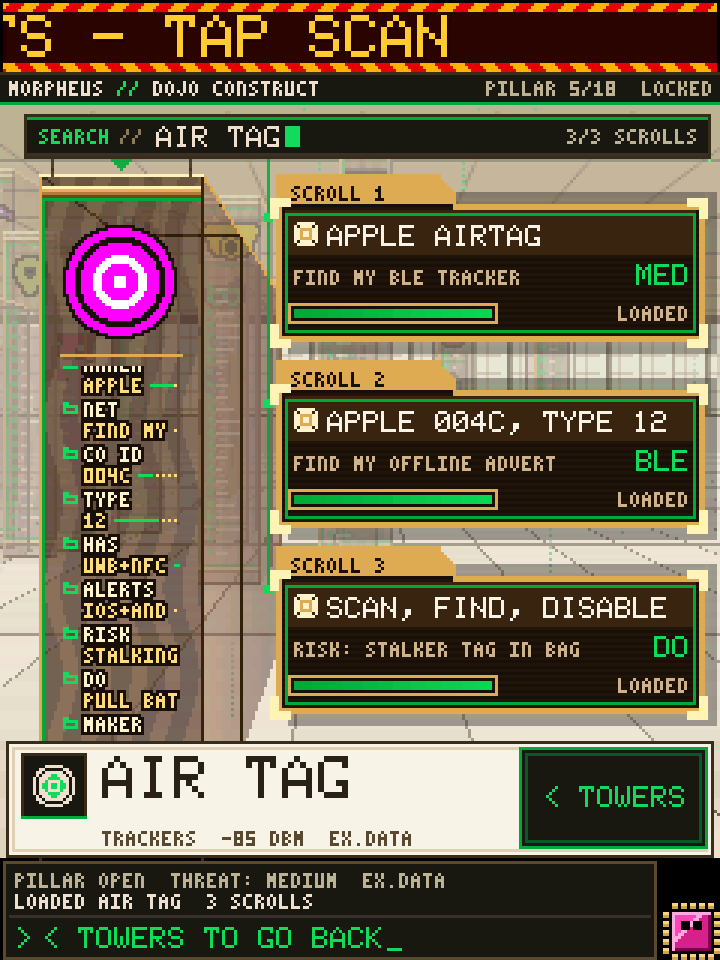 'S - TAP SCAN
MORPHEUS // DOJO CONSTRUCT
PILLAR 5/18 LOCKED
SEARCH // AIR TAG
3/3 SCROLLS
APPLE
NET
FIND MY
CO ID
004C
TYPE
12
HAS
UWB+NFC
ALERTS
IOS+AND
RISK
STALKING
DO
PULL BAT
MAKER
SCROLL 1
APPLE AIRTAG
FIND MY BLE TRACKER MED
LOADED
SCROLL 2
APPLE 004C, TYPE 12
FIND MY OFFLINE ADVERT BLE
LOADED
SCROLL 3
SCAN, FIND, DISABLE
RISK: STALKER TAG IN BAG DO
LOADED
AIR TAG
TRACKERS -85 DBM EX.DATA
< TOWERS
PILLAR OPEN THREAT: MEDIUM EX.DATA
LOADED AIR TAG 3 SCROLLS
> < TOWERS TO GO BACK_